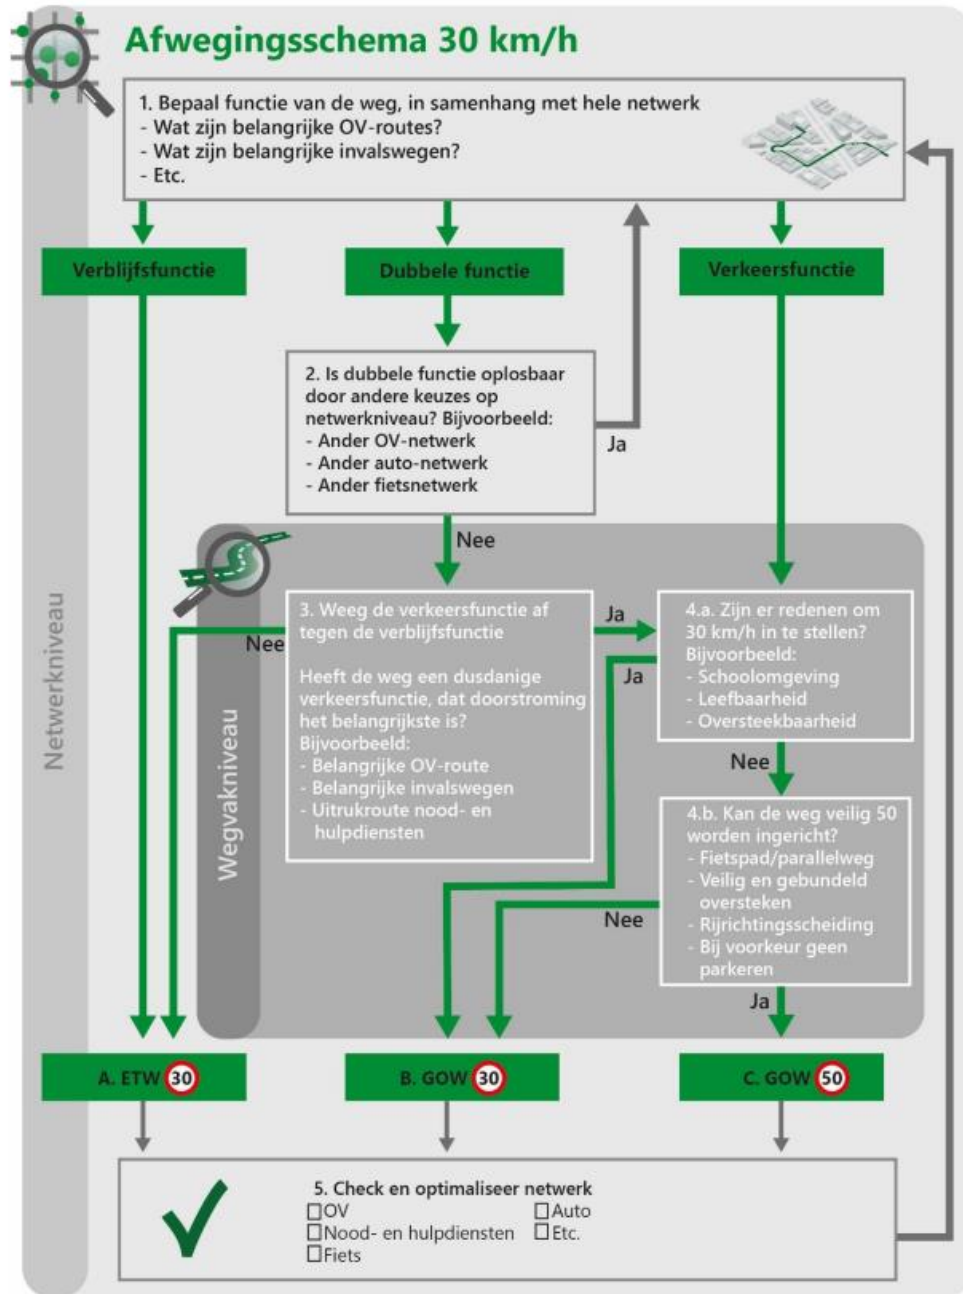 Afwegingsschema 30 km/h
1. Bepaal functie van de weg, in samenhang met hele netwerk
- Wat zijn belangrijke OV-routes?
- Wat zijn belangrijke invalswegen?
- Etc.
Verblijfsfunctie
Dubbele functie
Verkeersfunctie
2. Is dubbele functie oplosbaar
door andere keuzes op
netwerkniveau? Bijvoorbeeld:
- Ander OV-netwerk
- Ander auto-netwerk
- Ander fietsnetwerk
Ja
Nee
Netwerkniveau
Wegvakniveau
3. Weeg de verkeersfunctie af
tegen de verblijfsfunctie
Heeft de weg een dusdanige
verkeersfunctie, dat doorstroming
het belangrijkste is?
Bijvoorbeeld:
- Belangrijke OV-route
- Belangrijke invalswegen
- Uitrukroute nood- en
hulpdiensten
Nee
Ja
4.a. Zijn er redenen om
30 km/h in te stellen?
Bijvoorbeeld:
- Schoolomgeving
- Leefbaarheid
- Oversteekbaarheid
Ja
Nee
4.b. Kan de weg veilig 50
worden ingericht?
- Fietspad/parallelweg
- Veilig en gebundeld
oversteken
- Rijrichtingsscheiding
- Bij voorkeur geen
parkeren
Nee
Ja
A. ETW 30
B. GOW 30
C. GOW 50
5. Check en optimaliseer netwerk
OV
Auto
Nood- en hulpdiensten
Etc.
Fiets